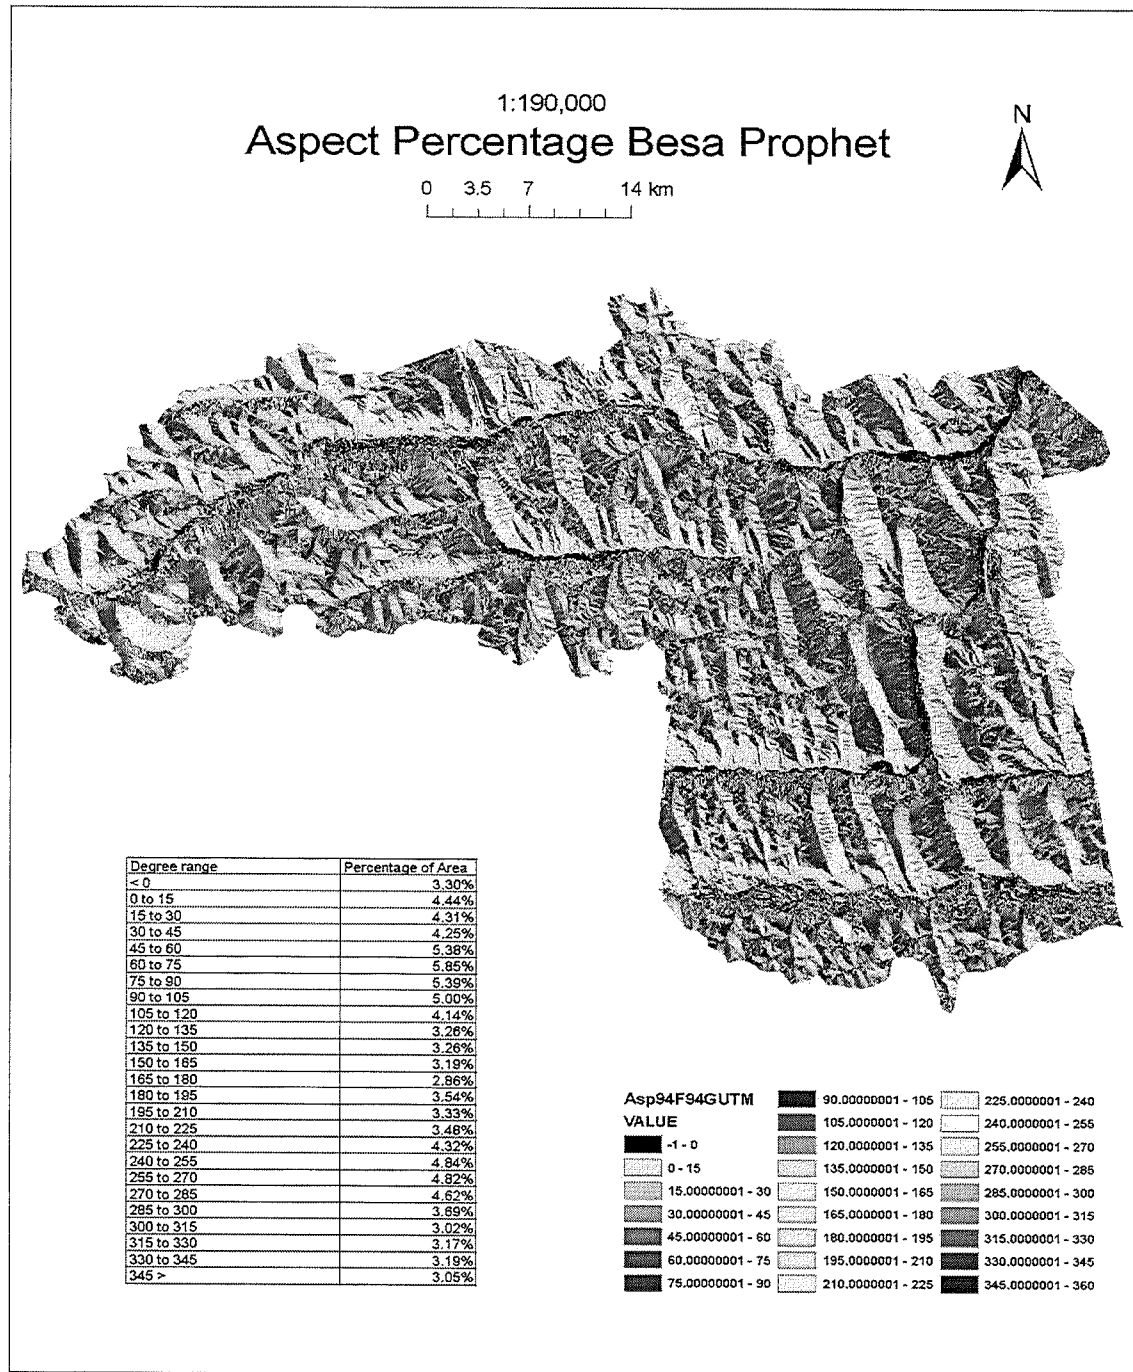 1:190,000
Aspect Percentage Besa Prophet
N
0 3.5 7 14 km
Degree range Percentage of Area
< 0 3.30%
0 to 15 4.44%
15 to 30 4.31%
30 to 45 4.25%
45 to 60 5.38%
60 to 75 5.85%
75 to 90 5.39%
90 to 105 5.00%
105 to 120 4.14%
120 to 135 3.26%
135 to 150 3.26%
150 to 165 3.19%
165 to 180 2.86%
180 to 195 3.54%
195 to 210 3.33%
210 to 225 3.48%
225 to 240 4.32%
240 to 255 4.84%
255 to 270 4.82%
270 to 285 4.62%
285 to 300 3.69%
300 to 315 3.02%
315 to 330 3.17%
330 to 345 3.19%
345 > 3.05%
Asp94F94GUTM
VALUE
-1 - 0
0 - 15
15.00000001 - 30
30.00000001 - 45
45.00000001 - 60
60.00000001 - 75
75.00000001 - 90
90.00000001 - 105
105.0000001 - 120
120.0000001 - 135
135.0000001 - 150
150.0000001 - 165
165.0000001 - 180
180.0000001 - 195
195.0000001 - 210
210.0000001 - 225
225.0000001 - 240
240.0000001 - 255
255.0000001 - 270
270.0000001 - 285
285.0000001 - 300
300.0000001 - 315
315.0000001 - 330
330.0000001 - 345
345.0000001 - 360